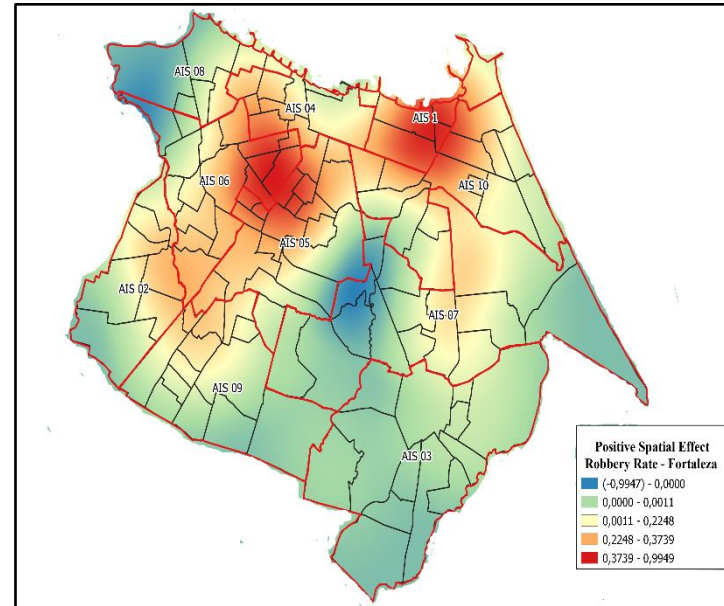 AIS 08
AIS 04
AIS 1
AIS 06
AIS 10
AIS 05
AIS 02
AIS 07
AIS 09
AIS 03
Positive Spatial Effect
Robbery Rate - Fortaleza
(-0,9947) - 0,0000
0,0000 - 0,0011
0,0011 - 0,2248
0,2248 - 0,3739
0,3739 - 0,9949